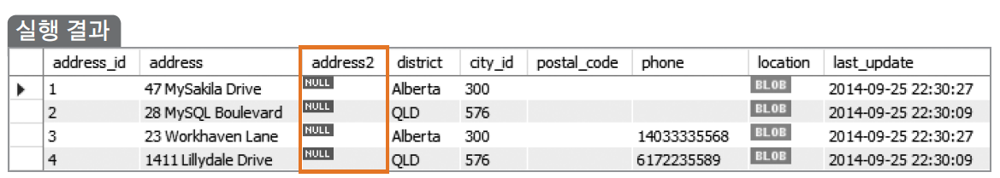 실행 결과
address_id address address2 district city_id postal_code phone location last_update
1 47 MySakila Drive NULL Alberta 300 BLOB 2014-09-25 22:30:27
2 28 MySQL Boulevard NULL QLD 576 BLOB 2014-09-25 22:30:09
3 23 Workhaven Lane NULL Alberta 300 14033335568 BLOB 2014-09-25 22:30:27
4 1411 Lillydale Drive NULL QLD 576 6172235589 BLOB 2014-09-25 22:30:09